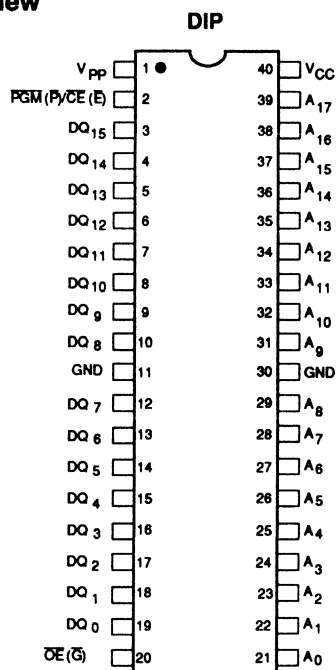 iew
DIP
VPP 1 40 VCC
PGM (P)/CE (E) 2 39 A17
DQ15 3 38 A16
DQ14 4 37 A15
DQ13 5 36 A14
DQ12 6 35 A13
DQ11 7 34 A12
DQ10 8 33 A11
DQ9 9 32 A10
DQ8 10 31 A9
GND 11 30 GND
DQ7 12 29 A8
DQ6 13 28 A7
DQ5 14 27 A6
DQ4 15 26 A5
DQ3 16 25 A4
DQ2 17 24 A3
DQ1 18 23 A2
DQ0 19 22 A1
OE (G) 20 21 A0